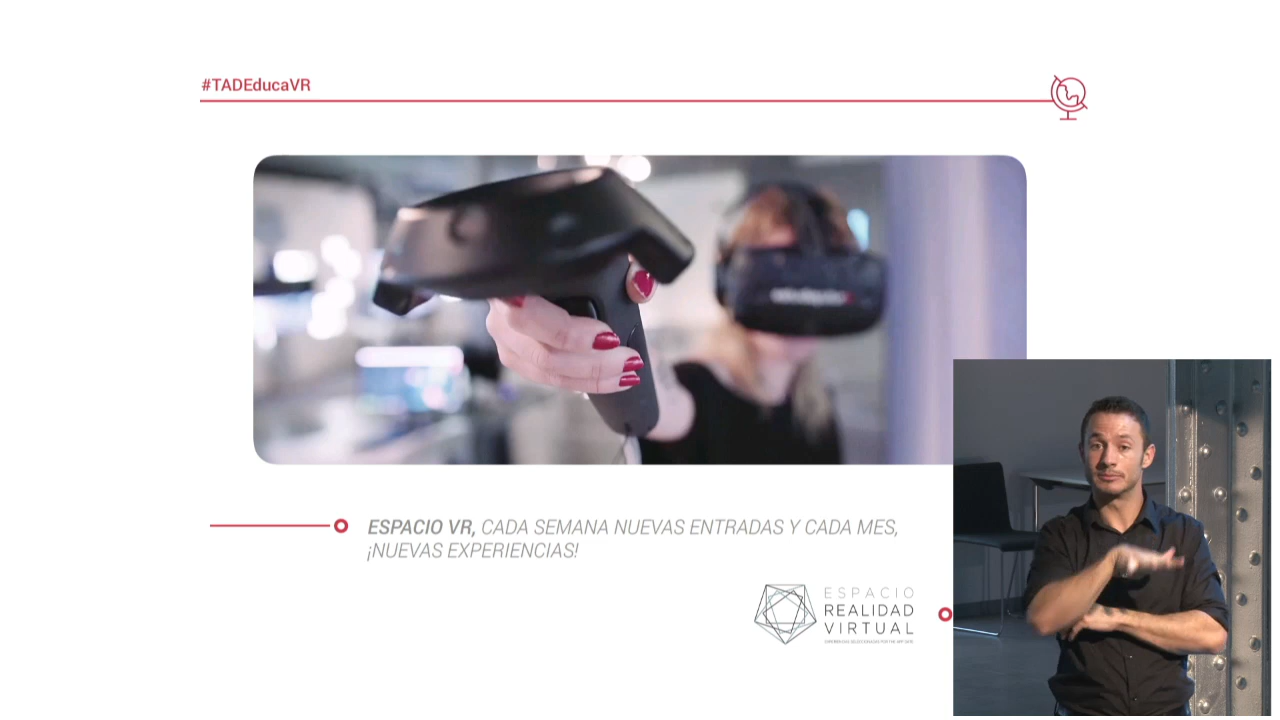 #TADEducaVR
ESPACIO VR, CADA SEMANA NUEVAS ENTRADAS Y CADA MES,
¡NUEVAS EXPERIENCIAS!
ESPACIO
REALIDAD
VIRTUAL